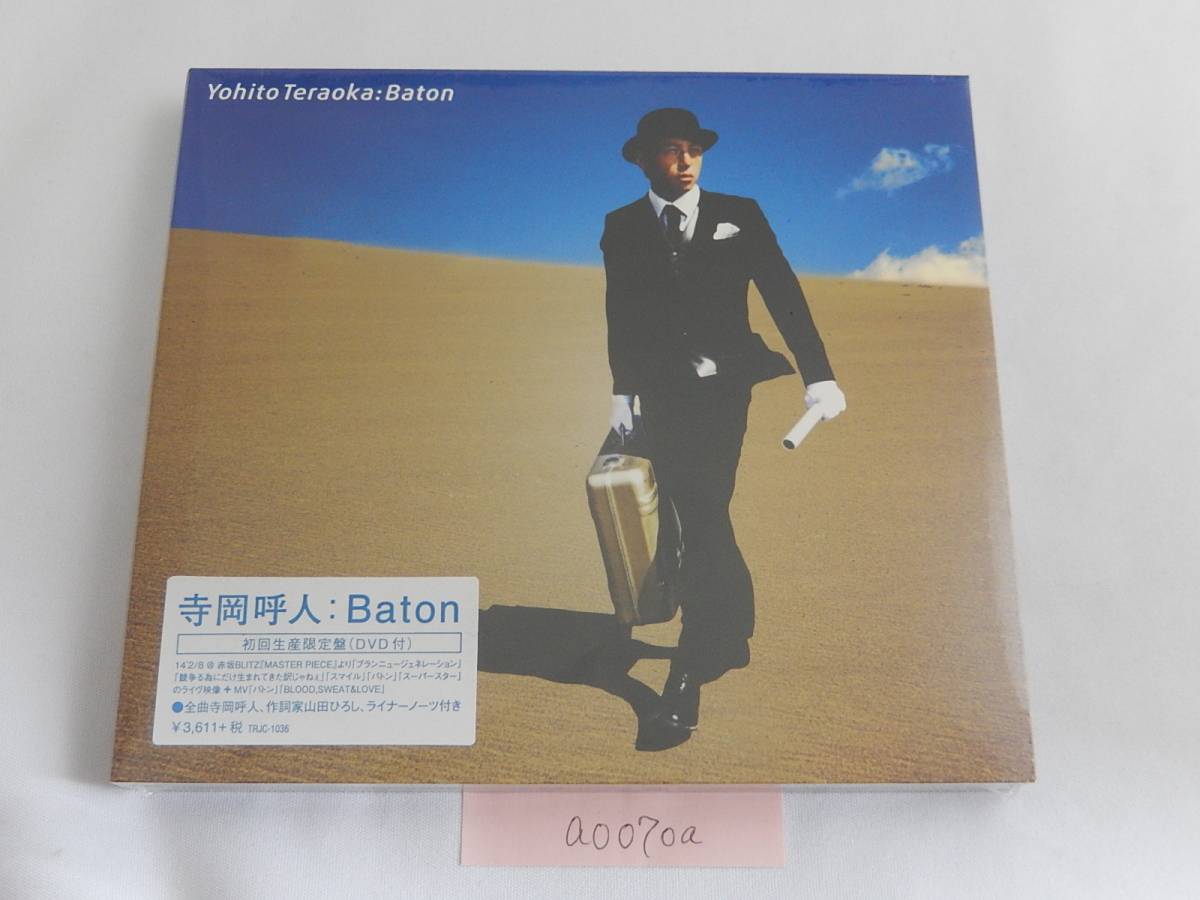 Yohito Teraoka: Baton
寺岡呼人：Baton
初回生産限定盤(DVD付)
14'2/8 @ 赤坂BLITZ『MASTER PIECE』より「ブランニュージェネレーション」
「競争る為にだけ生まれてきた訳じゃねぇ」「スマイル」「バトン」「スーパースター」
のライヴ映像 + MV「バトン」「BLOOD,SWEAT&LOVE」
●全曲寺岡呼人、作詞家山田ひろし、ライナーノーツ付き
¥3,611+税 TRJC-1036
a0070a